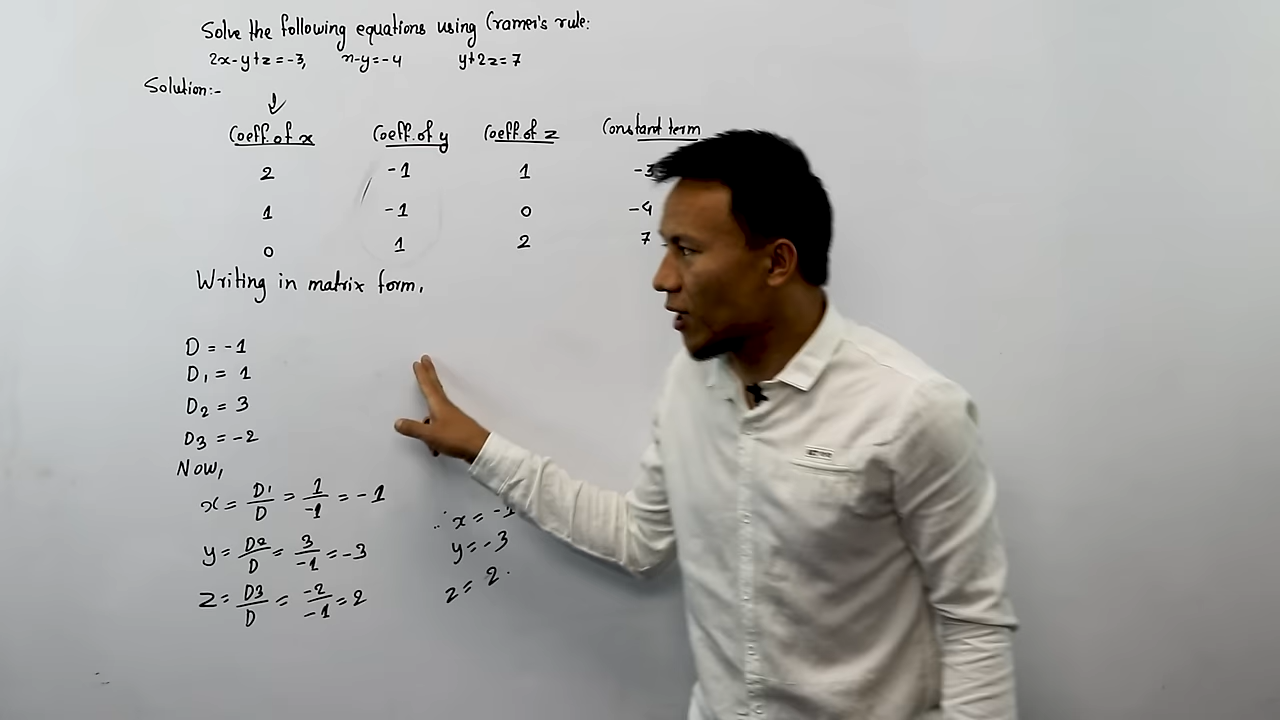 Solve the following equations using Cramer's rule:
2x-y+z=-3, x-y=-4 y+2z=7
Solution:-
Coeff. of x Coeff. of y Coeff. of z Constant term
2 -1 1 -3
1 -1 0 -4
0 1 2 7
Writing in matrix form,
D = -1
D₁ = 1
D₂ = 3
D₃ = -2
Now,
x = D₁/D = 1/-1 = -1
y = D₂/D = 3/-1 = -3
z = D3/D = -2/-1 = 2
∴ x = -1
y = -3
z = 2.